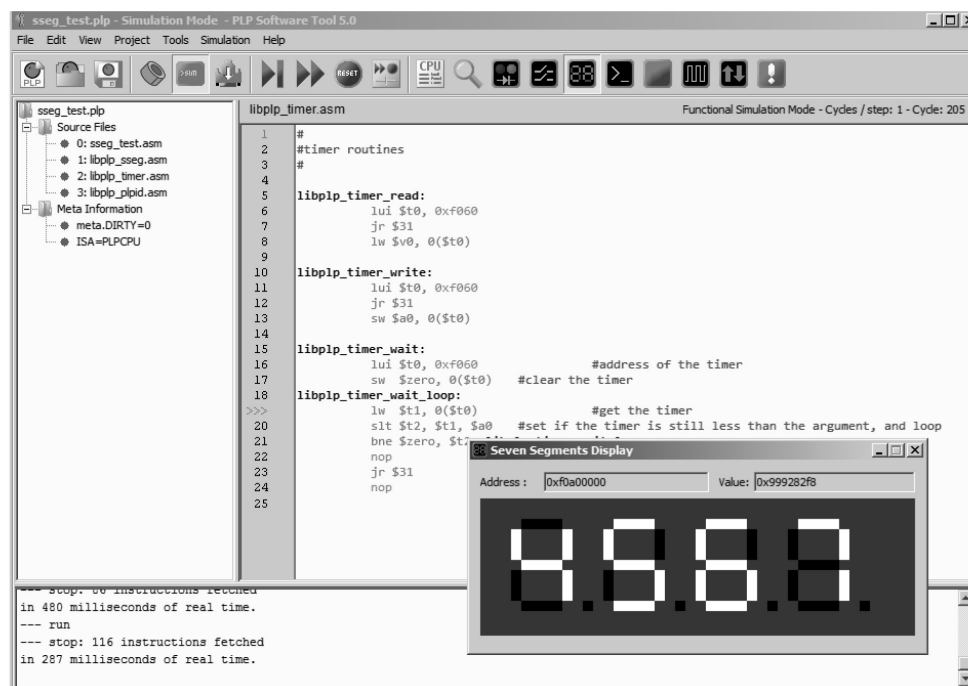 sseg_test.plp - Simulation Mode - PLP Software Tool 5.0
File Edit View Project Tools Simulation Help
PLP >sim RESET CPU
sseg_test.plp
Source Files
0: sseg_test.asm
1: libplp_sseg.asm
2: libplp_timer.asm
3: libplp_plpid.asm
Meta Information
meta.DIRTY=0
ISA=PLPCPU
libplp_timer.asm Functional Simulation Mode - Cycles / step: 1 - Cycle: 205
1 #
2 #timer routines
3 #
4
5 libplp_timer_read:
6 lui $t0, 0xf060
7 jr $31
8 lw $v0, 0($t0)
9
10 libplp_timer_write:
11 lui $t0, 0xf060
12 jr $31
13 sw $a0, 0($t0)
14
15 libplp_timer_wait:
16 lui $t0, 0xf060 #address of the timer
17 sw $zero, 0($t0) #clear the timer
18 libplp_timer_wait_loop:
>>> lw $t1, 0($t0) #get the timer
20 slt $t2, $t1, $a0 #set if the timer is still less than the argument, and loop
21 bne $zero, $t2
22 nop
23 jr $31
24 nop
25
Seven Segments Display
Address : 0xf0a00000 Value: 0x999282f8
4567
--- stop: 86 instructions fetched
in 480 milliseconds of real time.
--- run
--- stop: 116 instructions fetched
in 287 milliseconds of real time.